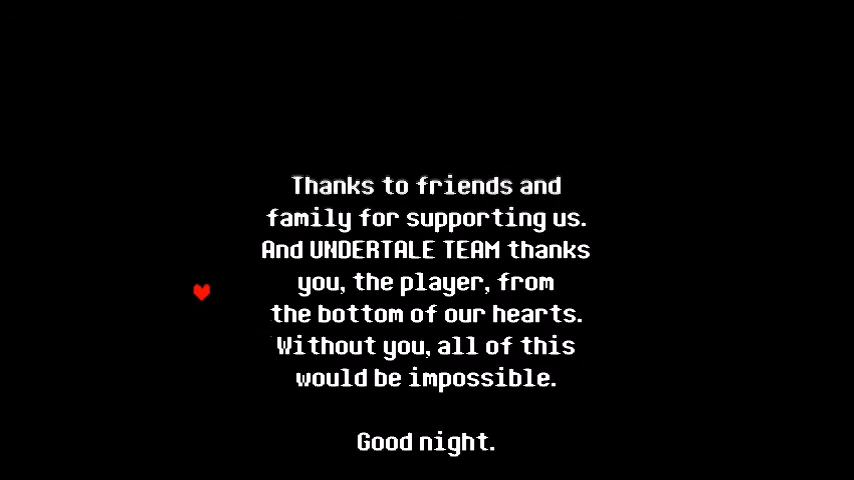 Thanks to friends and
family for supporting us.
And UNDERTALE TEAM thanks
you, the player, from
the bottom of our hearts.
Without you, all of this
would be impossible.
Good night.